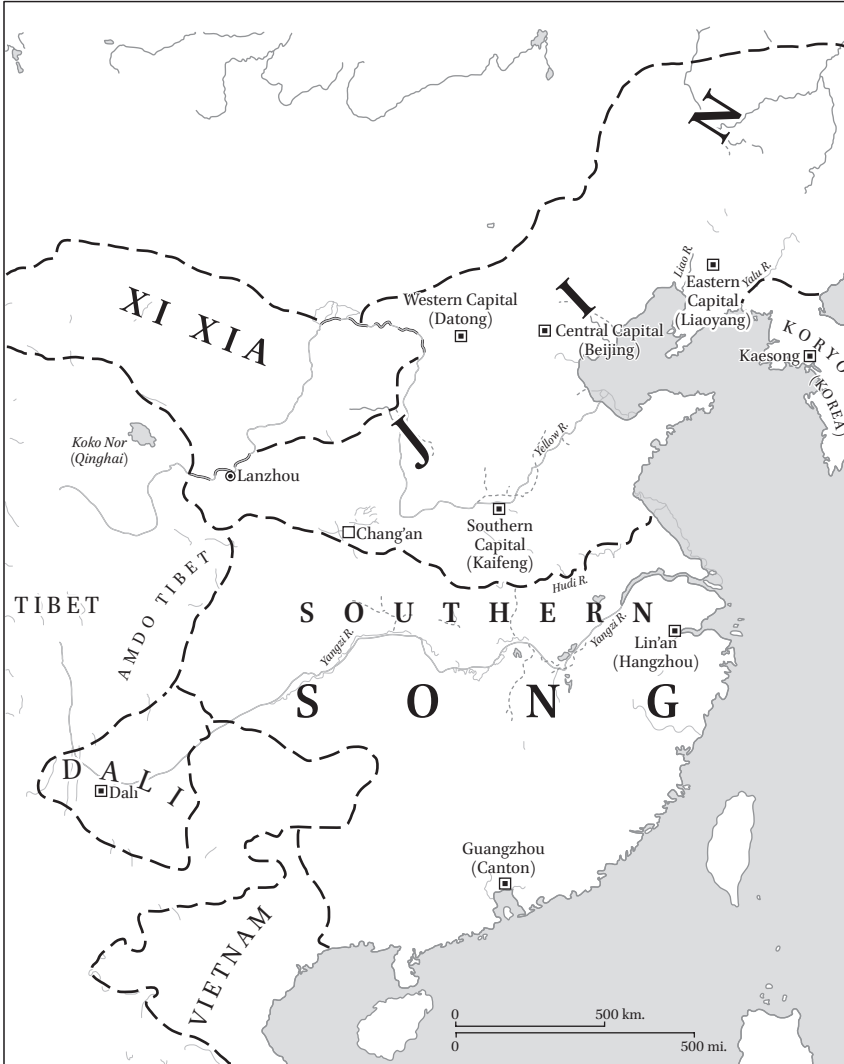 N
Liao R.
Yalu R.
Eastern
Capital
(Liaoyang)
I
XI XIA
Western Capital
(Datong)
Central Capital
(Beijing)
KORYO
(KOREA)
Kaesong
J
Koko Nor
(Qinghai)
Lanzhou
Yellow R.
Chang'an
Southern
Capital
(Kaifeng)
Hudi R.
TIBET
AMDO TIBET
SOUTHERN
Yangzi R.
Yangzi R.
Lin'an
(Hangzhou)
SONG
DALI
Dali
Guangzhou
(Canton)
VIETNAM
0 500 km.
0 500 mi.